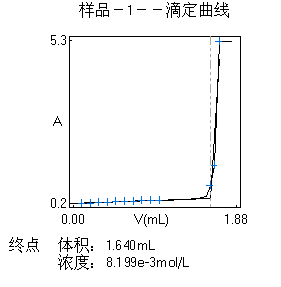 样品－1－－滴定曲线
5.3
A
0.2
0.00 V(mL) 1.88
终点 体积：1.640mL
浓度：8.199e-3mol/L